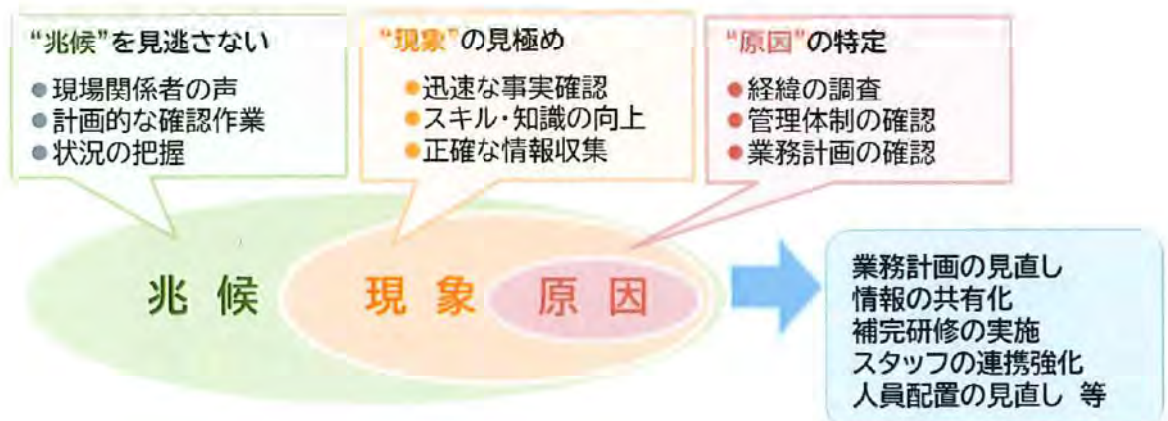 “兆候”を見逃さない
●現場関係者の声
●計画的な確認作業
●状況の把握
“現象”の見極め
●迅速な事実確認
●スキル・知識の向上
●正確な情報収集
“原因”の特定
●経緯の調査
●管理体制の確認
●業務計画の確認
兆候
現象
原因
業務計画の見直し
情報の共有化
補完研修の実施
スタッフの連携強化
人員配置の見直し 等